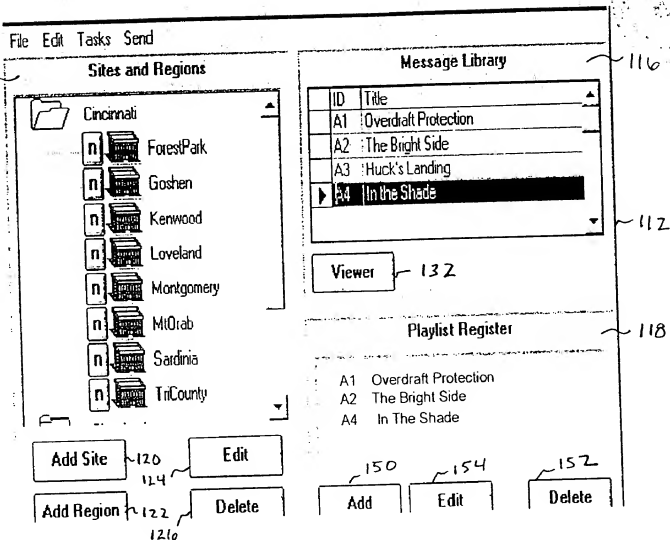 File Edit Tasks Send
Sites and Regions
Cincinnati
n ForestPark
n Goshen
n Kenwood
n Loveland
n Montgomery
n MtOrab
n Sardinia
n TriCounty
Add Site 120
124 Edit
Add Region 122
126 Delete
Message Library 116
ID Title
A1 Overdraft Protection
A2 The Bright Side
A3 Huck's Landing
A4 In the Shade
112
Viewer 132
Playlist Register 118
A1 Overdraft Protection
A2 The Bright Side
A4 In The Shade
150 154 152
Add Edit Delete